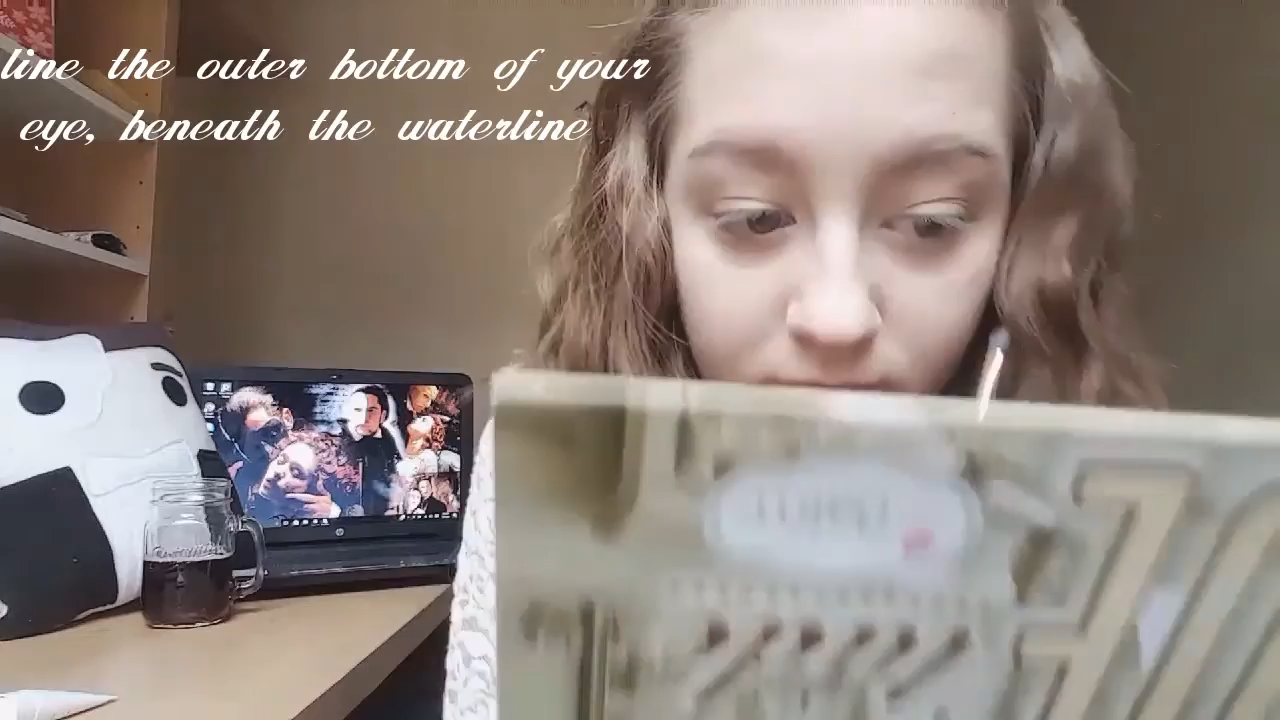 line the outer bottom of your
eye, beneath the waterline